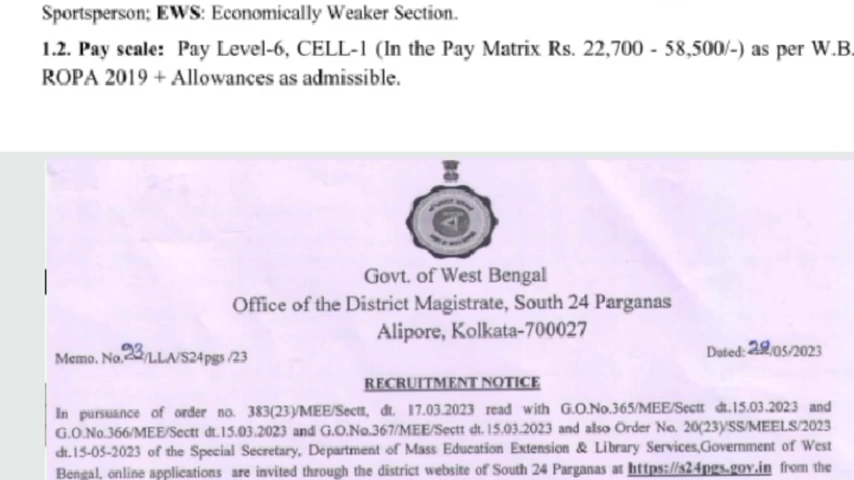 Sportsperson; EWS: Economically Weaker Section.
1.2. Pay scale: Pay Level-6, CELL-1 (In the Pay Matrix Rs. 22,700 - 58,500/-) as per W.B.
ROPA 2019 + Allowances as admissible.
Govt. of West Bengal
Office of the District Magistrate, South 24 Parganas
Alipore, Kolkata-700027
Memo. No.93/LLA/S24pgs /23
Dated: 29/05/2023
RECRUITMENT NOTICE
In pursuance of order no. 383(23)/MEE/Sectt, dt. 17.03.2023 read with G.O.No.365/MEE/Sectt dt.15.03.2023 and
G.O.No.366/MEE/Sectt dt.15.03.2023 and G.O.No.367/MEE/Sectt dt.15.03.2023 and also Order No. 20(23)/SS/MEELS/2023
dt.15-05-2023 of the Special Secretary, Department of Mass Education Extension & Library Services,Government of West
Bengal, online applications are invited through the district website of South 24 Parganas at https://s24pgs.gov.in from the